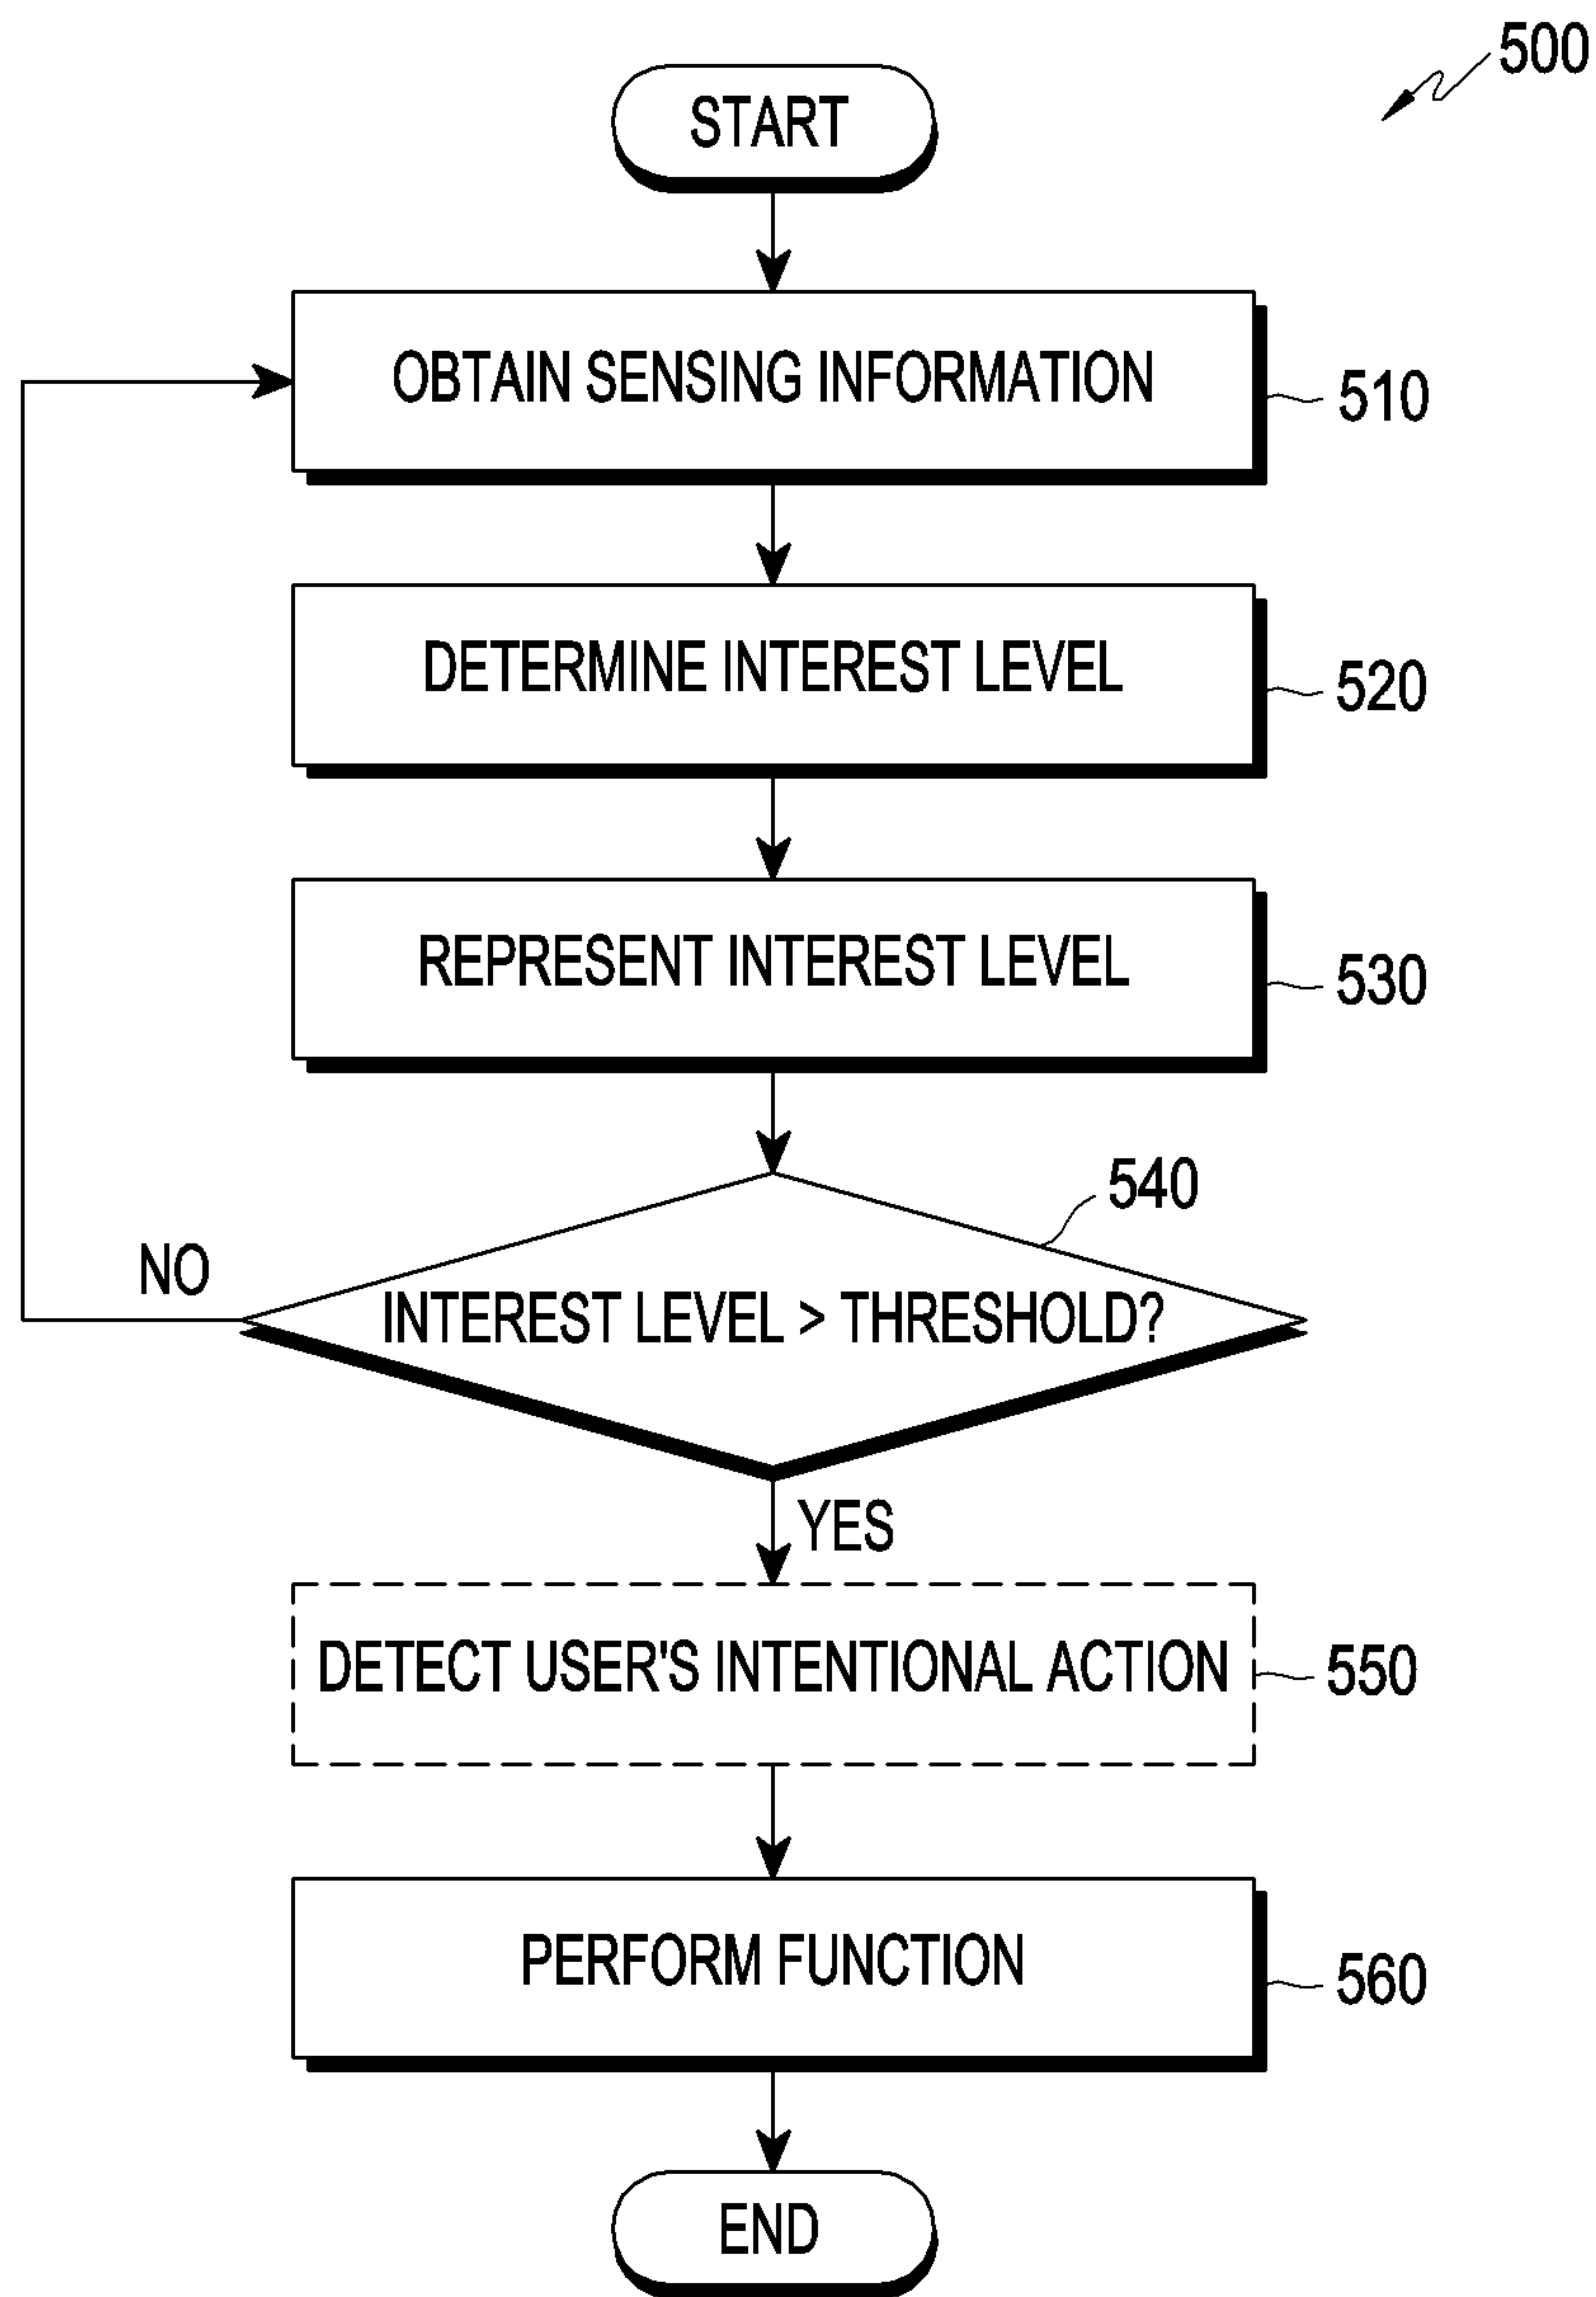 500
START
OBTAIN SENSING INFORMATION
510
DETERMINE INTEREST LEVEL
520
REPRESENT INTEREST LEVEL
530
540
NO
INTEREST LEVEL > THRESHOLD?
YES
DETECT USER'S INTENTIONAL ACTION
550
PERFORM FUNCTION
560
END